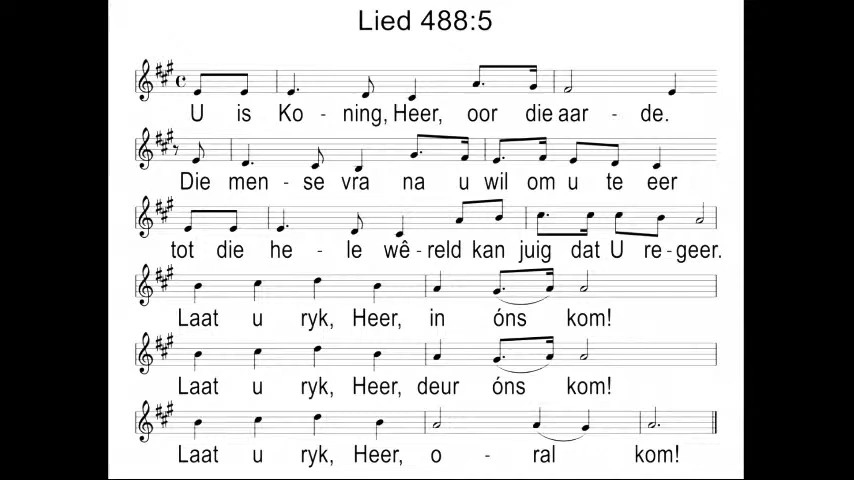 Lied 488:5
U is Ko - ning, Heer, oor die aar - de.
Die men - se vra na u wil om u te eer
tot die he - le wê - reld kan juig dat U re - geer.
Laat u ryk, Heer, in óns kom!
Laat u ryk, Heer, deur óns kom!
Laat u ryk, Heer, o - ral kom!